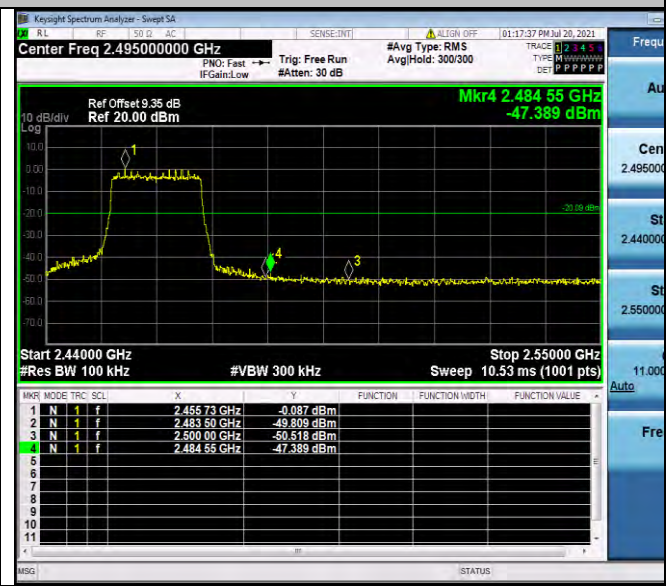 Keysight Spectrum Analyzer - Swept SA
RL RF 50 Ω AC SENSE:INT ALIGN OFF 01:17:37 PM Jul 20, 2021
Center Freq 2.495000000 GHz
PNO: Fast
IFGain:Low
Trig: Free Run
#Atten: 30 dB
#Avg Type: RMS
Avg|Hold: 300/300
TRACE 1 2 3 4 5
TYPE M
DET P P P P P
Frequ
Ref Offset 9.35 dB
10 dB/div Ref 20.00 dBm
Log
Mkr4 2.484 55 GHz
-47.389 dBm
10.0
0.00
-10.0
-20.0
-30.0
-40.0
-50.0
-60.0
-70.0
1
4
3
-20.09 dBm
Start 2.44000 GHz Stop 2.55000 GHz
#Res BW 100 kHz #VBW 300 kHz Sweep 10.53 ms (1001 pts)
MKR MODE TRC SCL X Y FUNCTION FUNCTION WIDTH FUNCTION VALUE
1 N 1 f 2.455 73 GHz -0.087 dBm
2 N 1 f 2.483 50 GHz -49.809 dBm
3 N 1 f 2.500 00 GHz -50.518 dBm
4 N 1 f 2.484 55 GHz -47.389 dBm
5
6
7
8
9
10
11
MSG STATUS
Au
Cen
2.495000
St
2.440000
St
2.550000
11.000
Auto
Fre